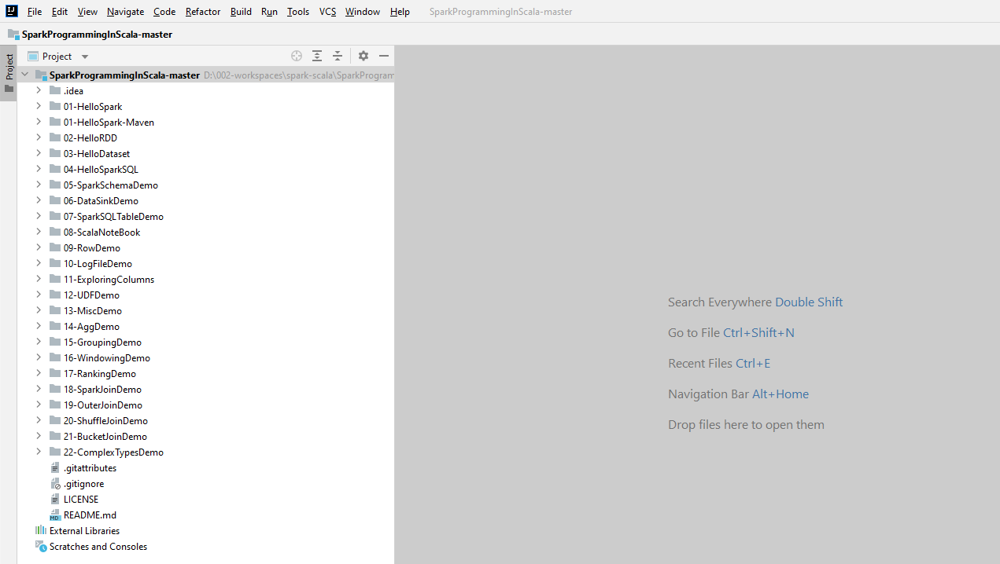 IJ File Edit View Navigate Code Refactor Build Run Tools VCS Window Help SparkProgrammingInScala-master
SparkProgrammingInScala-master
Project
Project
SparkProgrammingInScala-master D:\002-workspaces\spark-scala\SparkProgram
.idea
01-HelloSpark
01-HelloSpark-Maven
02-HelloRDD
03-HelloDataset
04-HelloSparkSQL
05-SparkSchemaDemo
06-DataSinkDemo
07-SparkSQLTableDemo
08-ScalaNoteBook
09-RowDemo
10-LogFileDemo
11-ExploringColumns
12-UDFDemo
13-MiscDemo
14-AggDemo
15-GroupingDemo
16-WindowingDemo
17-RankingDemo
18-SparkJoinDemo
19-OuterJoinDemo
20-ShuffleJoinDemo
21-BucketJoinDemo
22-ComplexTypesDemo
.gitattributes
.gitignore
LICENSE
MD README.md
External Libraries
Scratches and Consoles
Search Everywhere Double Shift
Go to File Ctrl+Shift+N
Recent Files Ctrl+E
Navigation Bar Alt+Home
Drop files here to open them